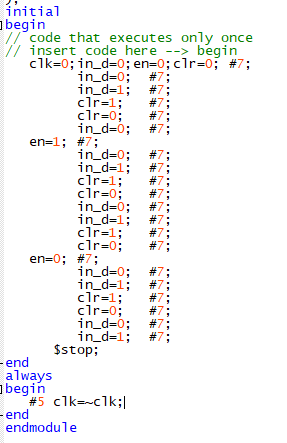 );
initial
begin
// code that executes only once
// insert code here --> begin
clk=0;in_d=0;en=0;clr=0; #7;
in_d=0; #7;
in_d=1; #7;
clr=1; #7;
clr=0; #7;
in_d=0; #7;
en=1; #7;
in_d=0; #7;
in_d=1; #7;
clr=1; #7;
clr=0; #7;
in_d=0; #7;
in_d=1; #7;
clr=1; #7;
clr=0; #7;
en=0; #7;
in_d=0; #7;
in_d=1; #7;
clr=1; #7;
clr=0; #7;
in_d=0; #7;
in_d=1; #7;
$stop;
end
always
begin
#5 clk=~clk;
end
endmodule